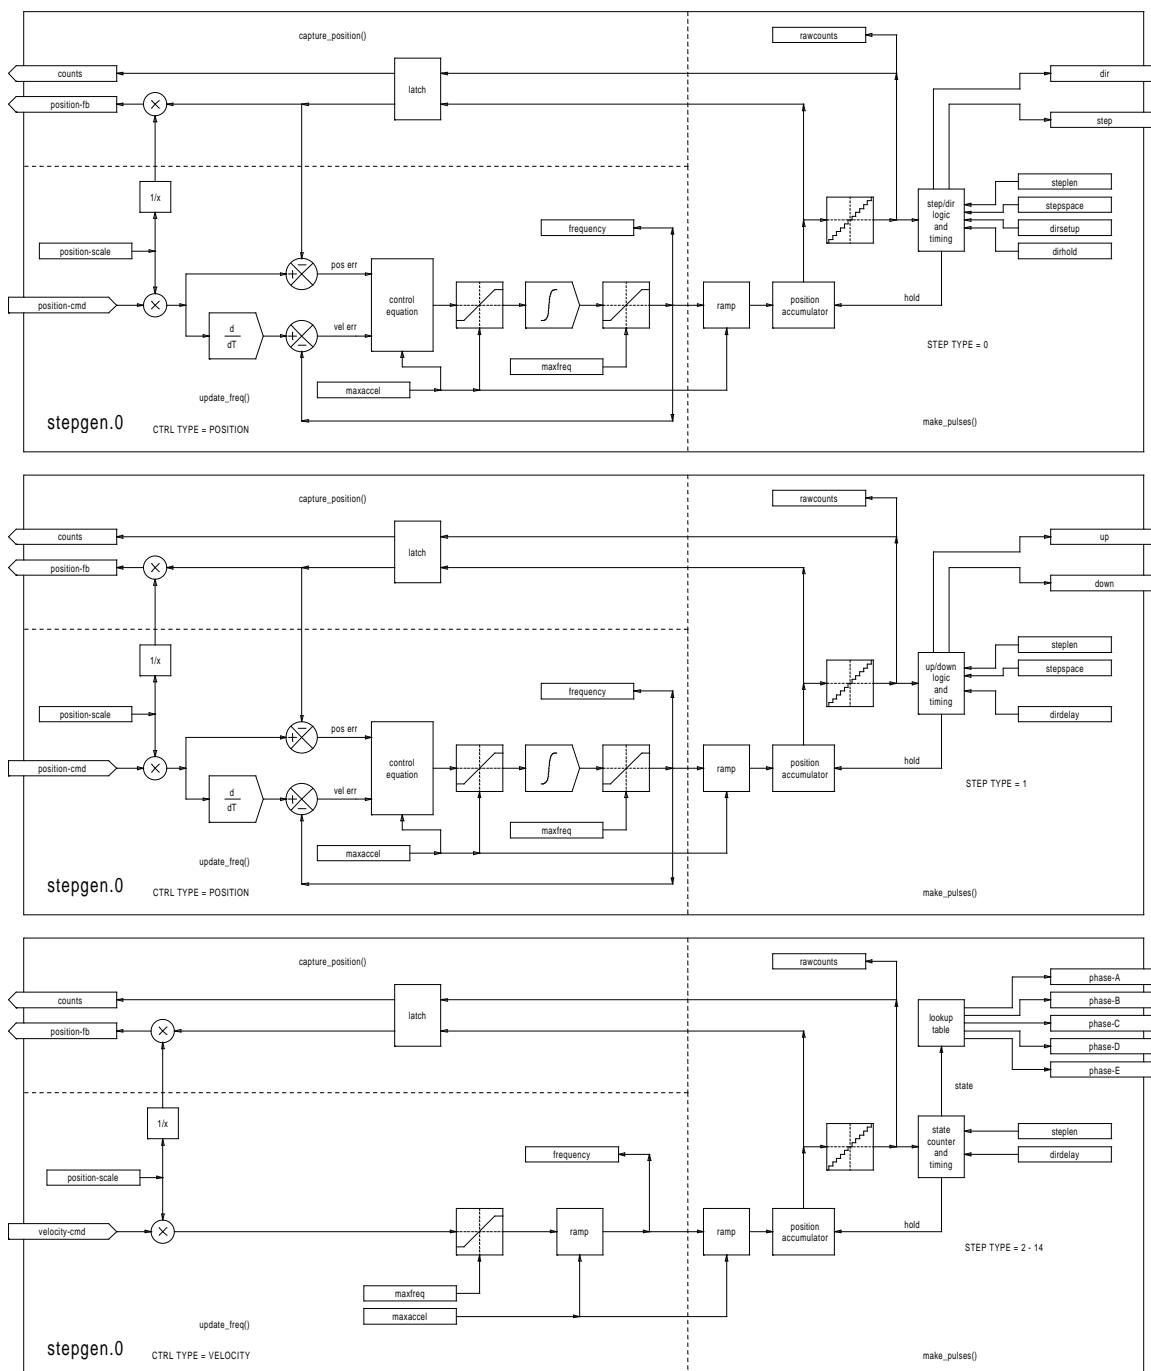 capture_position()
rawcounts
counts
latch
dir
position-fb
step
1/x
steplen
step/dir
logic
and
timing
stepspace
frequency
dirsetup
position-scale
dirhold
pos err
position-cmd
control
equation
ramp
position
accumulator
hold
d
dT
vel err
STEP TYPE = 0
maxfreq
maxaccel
update_freq()
stepgen.0
CTRL TYPE = POSITION
make_pulses()
capture_position()
rawcounts
counts
latch
up
position-fb
down
1/x
steplen
up/down
logic
and
timing
stepspace
frequency
position-scale
dirdelay
pos err
position-cmd
control
equation
ramp
position
accumulator
hold
d
dT
vel err
STEP TYPE = 1
maxfreq
maxaccel
update_freq()
stepgen.0
CTRL TYPE = POSITION
make_pulses()
capture_position()
rawcounts
phase-A
counts
phase-B
latch
lookup
table
phase-C
position-fb
phase-D
phase-E
state
1/x
state
counter
and
timing
steplen
frequency
dirdelay
position-scale
velocity-cmd
ramp
ramp
position
accumulator
hold
STEP TYPE = 2 - 14
maxfreq
maxaccel
update_freq()
stepgen.0
CTRL TYPE = VELOCITY
make_pulses()